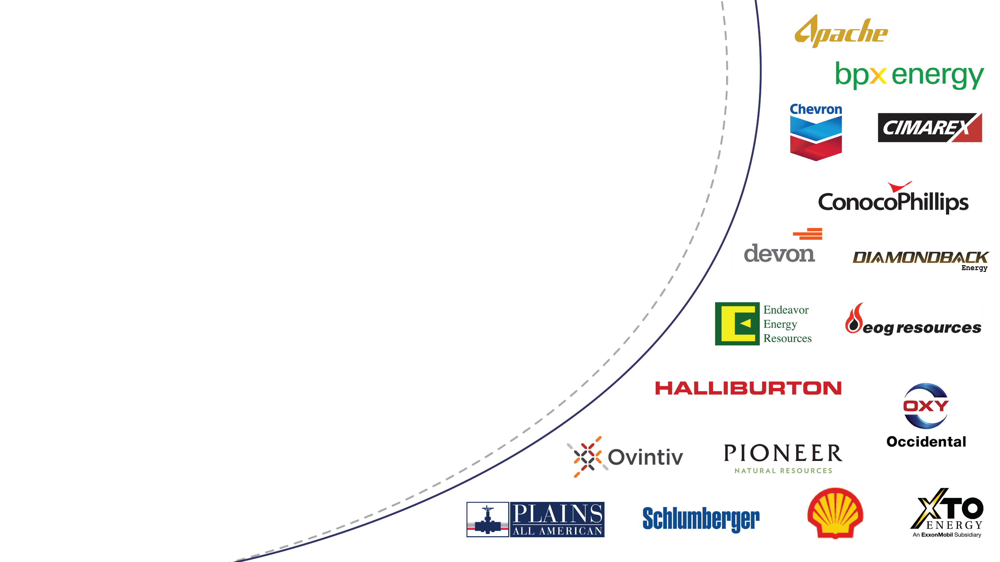 Apache
bpx energy
Chevron
CIMAREX
ConocoPhillips
devon
DIAMONDBACK
Energy
Endeavor
Energy
Resources
eog resources
HALLIBURTON
OXY
Occidental
Ovintiv
PIONEER
NATURAL RESOURCES
PLAINS
ALL AMERICAN
Schlumberger
XTO
ENERGY
An ExxonMobil Subsidiary